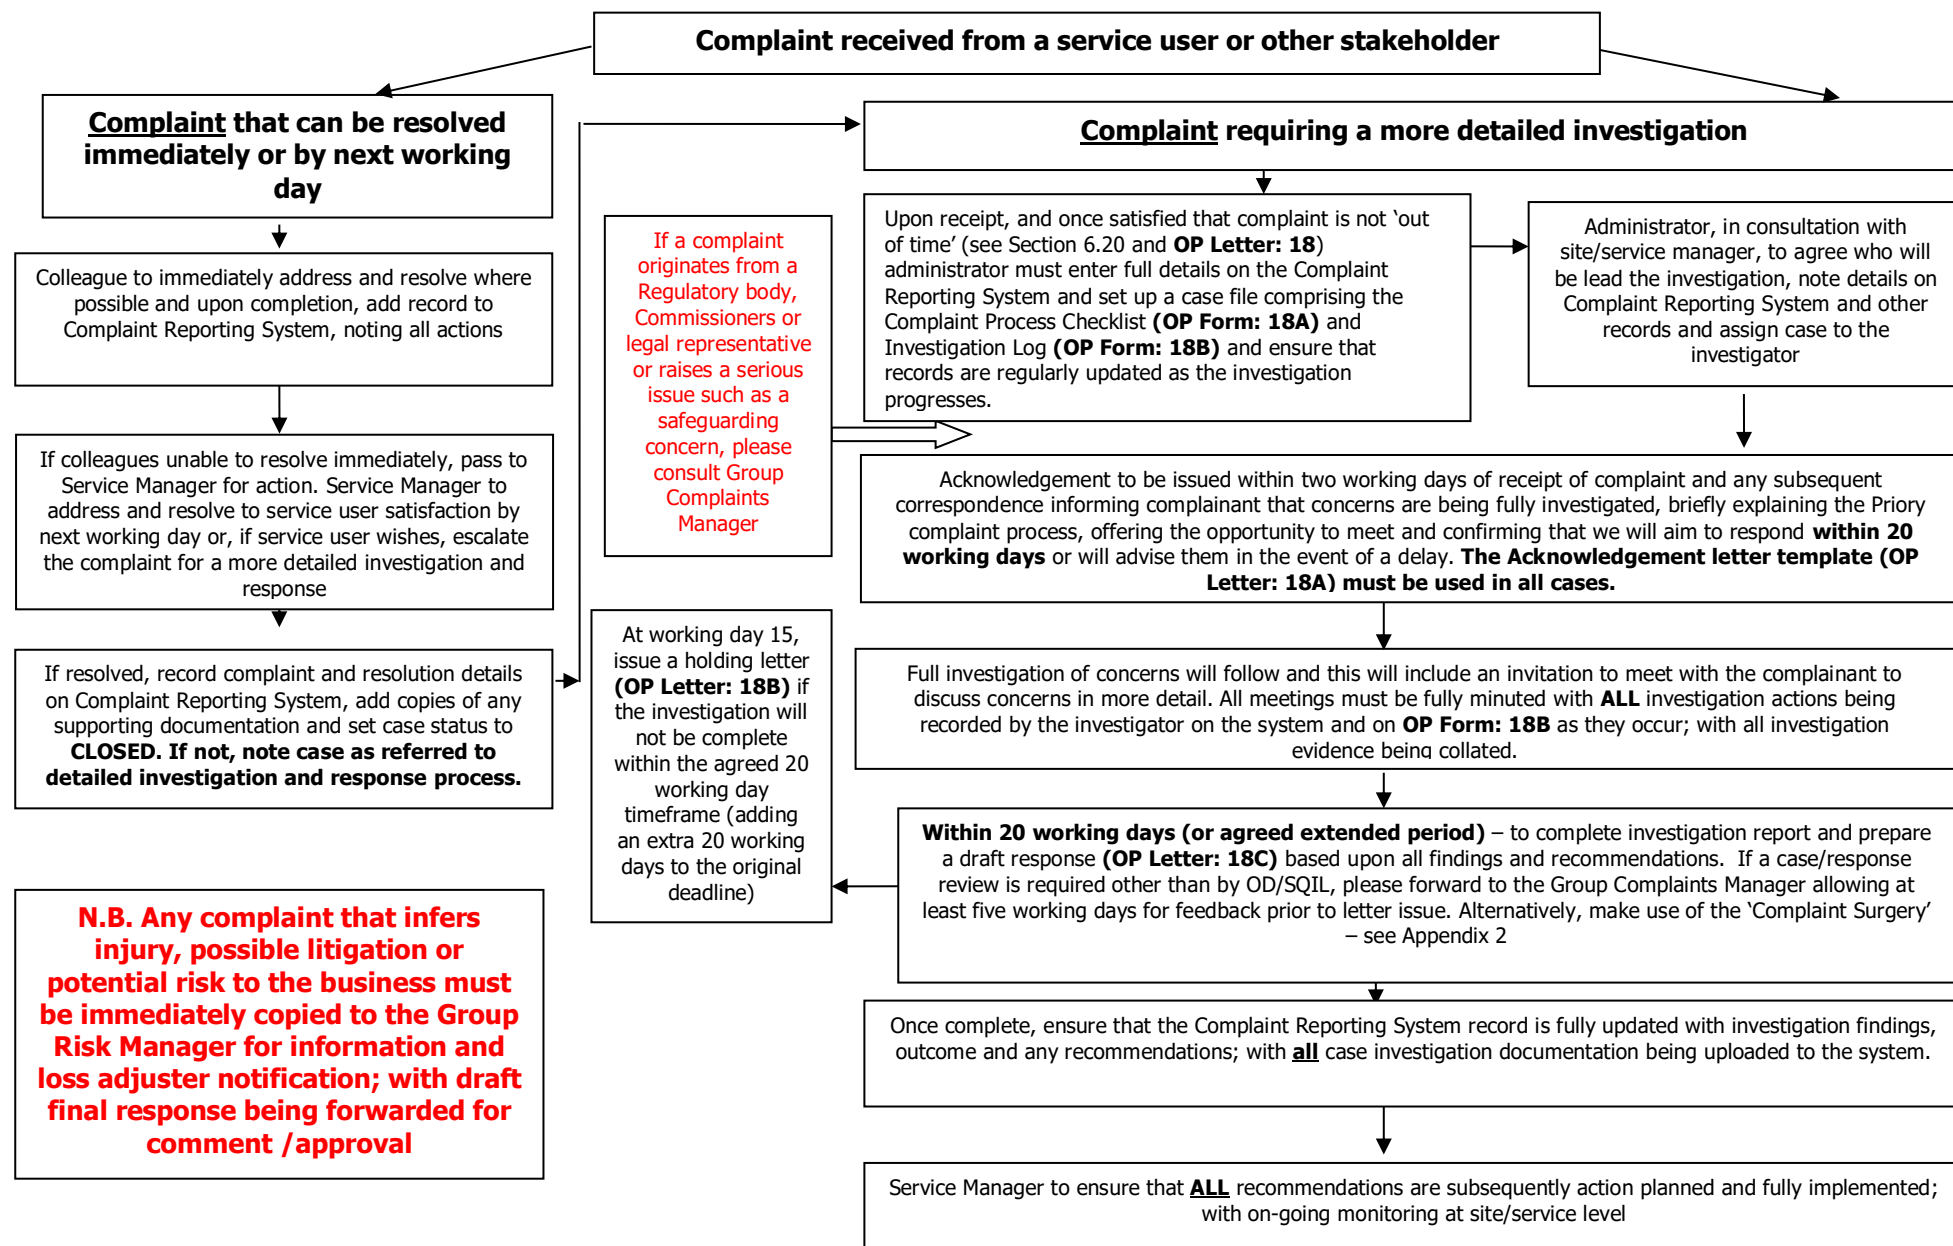 Complaint received from a service user or other stakeholder
Complaint that can be resolved
immediately or by next working
day
Colleague to immediately address and resolve where
possible and upon completion, add record to
Complaint Reporting System, noting all actions
If colleagues unable to resolve immediately, pass to
Service Manager for action. Service Manager to
address and resolve to service user satisfaction by
next working day or, if service user wishes, escalate
the complaint for a more detailed investigation and
response
If resolved, record complaint and resolution details
on Complaint Reporting System, add copies of any
supporting documentation and set case status to
CLOSED. If not, note case as referred to
detailed investigation and response process.
N.B. Any complaint that infers
injury, possible litigation or
potential risk to the business must
be immediately copied to the Group
Risk Manager for information and
loss adjuster notification; with draft
final response being forwarded for
comment /approval
If a complaint
originates from a
Regulatory body,
Commissioners or
legal representative
or raises a serious
issue such as a
safeguarding
concern, please
consult Group
Complaints
Manager
At working day 15,
issue a holding letter
(OP Letter: 18B) if
the investigation will
not be complete
within the agreed 20
working day
timeframe (adding
an extra 20 working
days to the original
deadline)
Complaint requiring a more detailed investigation
Upon receipt, and once satisfied that complaint is not ‘out
of time’ (see Section 6.20 and OP Letter: 18)
administrator must enter full details on the Complaint
Reporting System and set up a case file comprising the
Complaint Process Checklist (OP Form: 18A) and
Investigation Log (OP Form: 18B) and ensure that
records are regularly updated as the investigation
progresses.
Administrator, in consultation with
site/service manager, to agree who will
be lead the investigation, note details on
Complaint Reporting System and other
records and assign case to the
investigator
Acknowledgement to be issued within two working days of receipt of complaint and any subsequent
correspondence informing complainant that concerns are being fully investigated, briefly explaining the Priory
complaint process, offering the opportunity to meet and confirming that we will aim to respond within 20
working days or will advise them in the event of a delay. The Acknowledgement letter template (OP
Letter: 18A) must be used in all cases.
Full investigation of concerns will follow and this will include an invitation to meet with the complainant to
discuss concerns in more detail. All meetings must be fully minuted with ALL investigation actions being
recorded by the investigator on the system and on OP Form: 18B as they occur; with all investigation
evidence being collated.
Within 20 working days (or agreed extended period) – to complete investigation report and prepare
a draft response (OP Letter: 18C) based upon all findings and recommendations. If a case/response
review is required other than by OD/SQIL, please forward to the Group Complaints Manager allowing at
least five working days for feedback prior to letter issue. Alternatively, make use of the ‘Complaint Surgery’
– see Appendix 2
Once complete, ensure that the Complaint Reporting System record is fully updated with investigation findings,
outcome and any recommendations; with all case investigation documentation being uploaded to the system.
Service Manager to ensure that ALL recommendations are subsequently action planned and fully implemented;
with on-going monitoring at site/service level